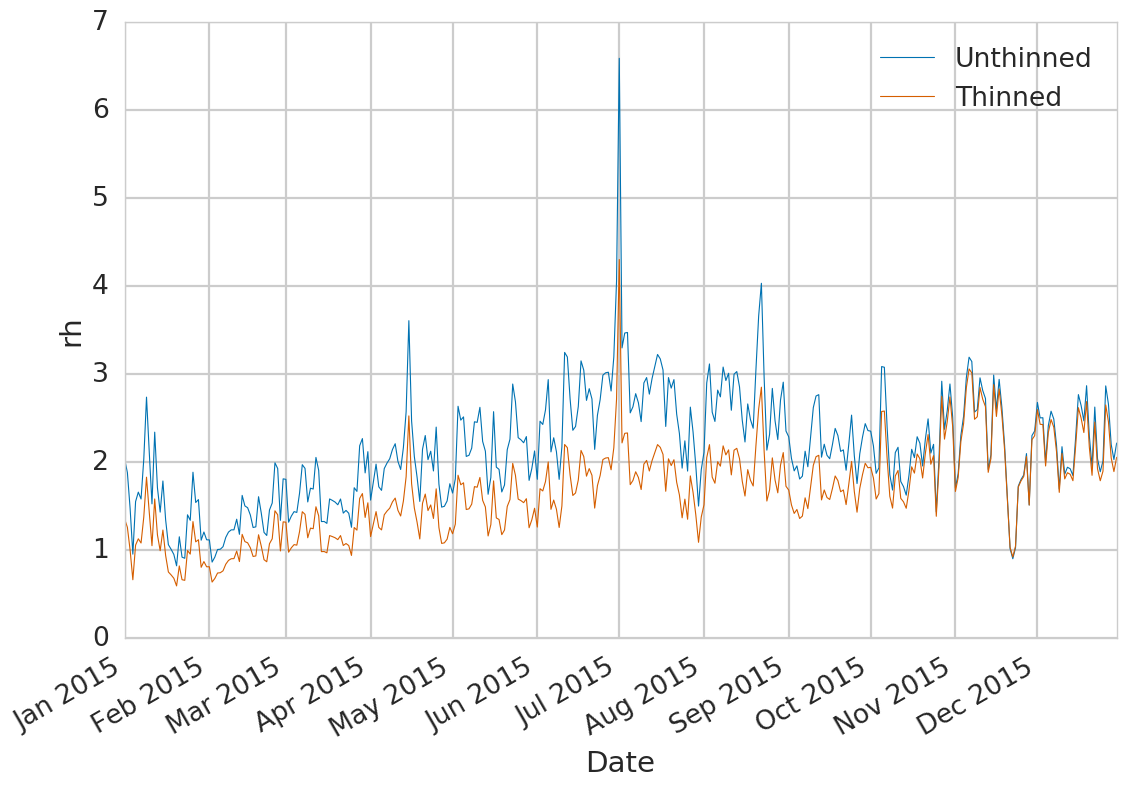 7
6
5
4
3
2
1
0
rh
Unthinned
Thinned
Jan 2015
Feb 2015
Mar 2015
Apr 2015
May 2015
Jun 2015
Jul 2015
Aug 2015
Sep 2015
Oct 2015
Nov 2015
Dec 2015
Date